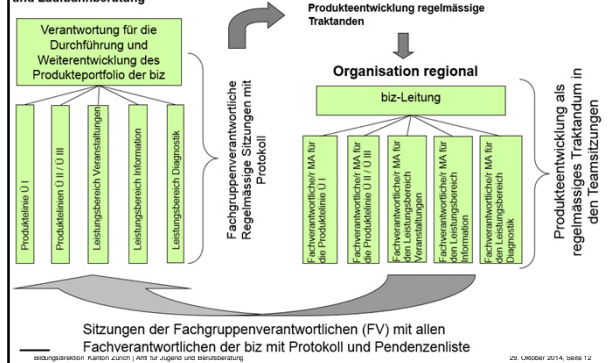 und Laufbahnberatung
Produkteentwicklung regelmässige
Traktanden
Verantwortung für die
Durchführung und
Weiterentwicklung des
Produkteportfolio der biz
Produktelinie Ü I
Produktelinien Ü II / Ü III
Leistungsbereich Veranstaltungen
Leistungsbereich Information
Leistungsbereich Diagnostik
Fachgruppenverantwortliche
Regelmässige Sitzungen mit
Protokoll
Organisation regional
biz-Leitung
Fachverantwortliche/r MA für
die Produktelinie Ü I
Fachverantwortliche/r MA für
die Produktelinie Ü II / Ü III
Fachverantwortliche/r MA für
den Leistungsbereich
Veranstaltungen
Fachverantwortliche/r MA für
den Leistungsbereich
Information
Fachverantwortliche/r MA für
den Leistungsbereich
Diagnostik
Produkteentwicklung als
regelmässiges Traktandum in
den Teamsitzungen
Sitzungen der Fachgruppenverantwortlichen (FV) mit allen
Fachverantwortlichen der biz mit Protokoll und Pendenzenliste
Bildungsdirektion Kanton Zürich | Amt für Jugend und Berufsberatung
29. Oktober 2014, Seite 12